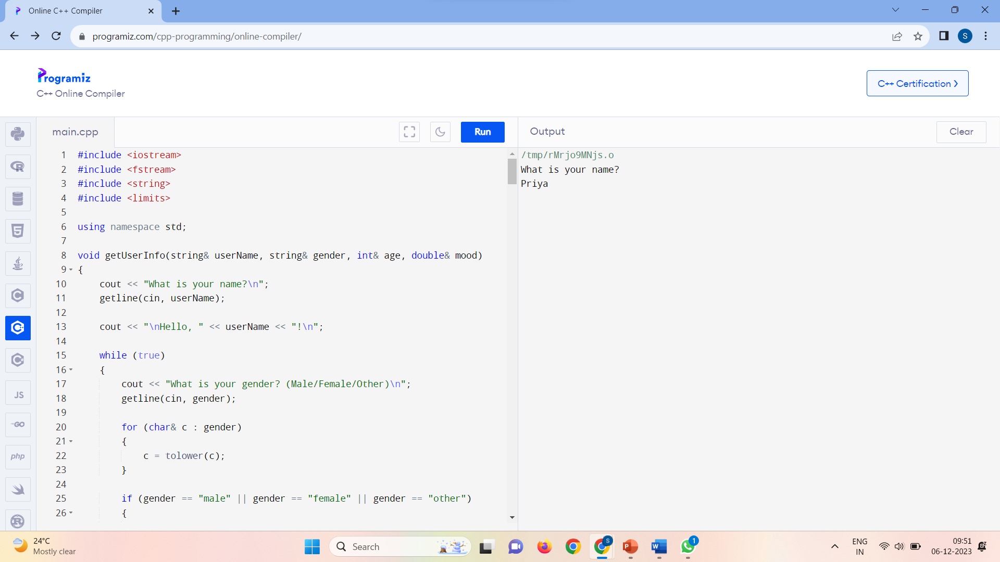 Online C++ Compiler
programiz.com/cpp-programming/online-compiler/
S
Programiz
C++ Online Compiler
C++ Certification
main.cpp
Run
Output
Clear
1 #include <iostream>
2 #include <fstream>
3 #include <string>
4 #include <limits>
5
6 using namespace std;
7
8 void getUserInfo(string& userName, string& gender, int& age, double& mood)
9 {
10 cout << "What is your name?\n";
11 getline(cin, userName);
12
13 cout << "\nHello, " << userName << "!\n";
14
15 while (true)
16 {
17 cout << "What is your gender? (Male/Female/Other)\n";
18 getline(cin, gender);
19
20 for (char& c : gender)
21 {
22 c = tolower(c);
23 }
24
25 if (gender == "male" || gender == "female" || gender == "other")
26 {
/tmp/rMrjo9MNjs.o
What is your name?
Priya
R
5
C
C
C
JS
GO
php
R
24°C
Mostly clear
Search
S
P
W
1
ENG
IN
09:51
06-12-2023